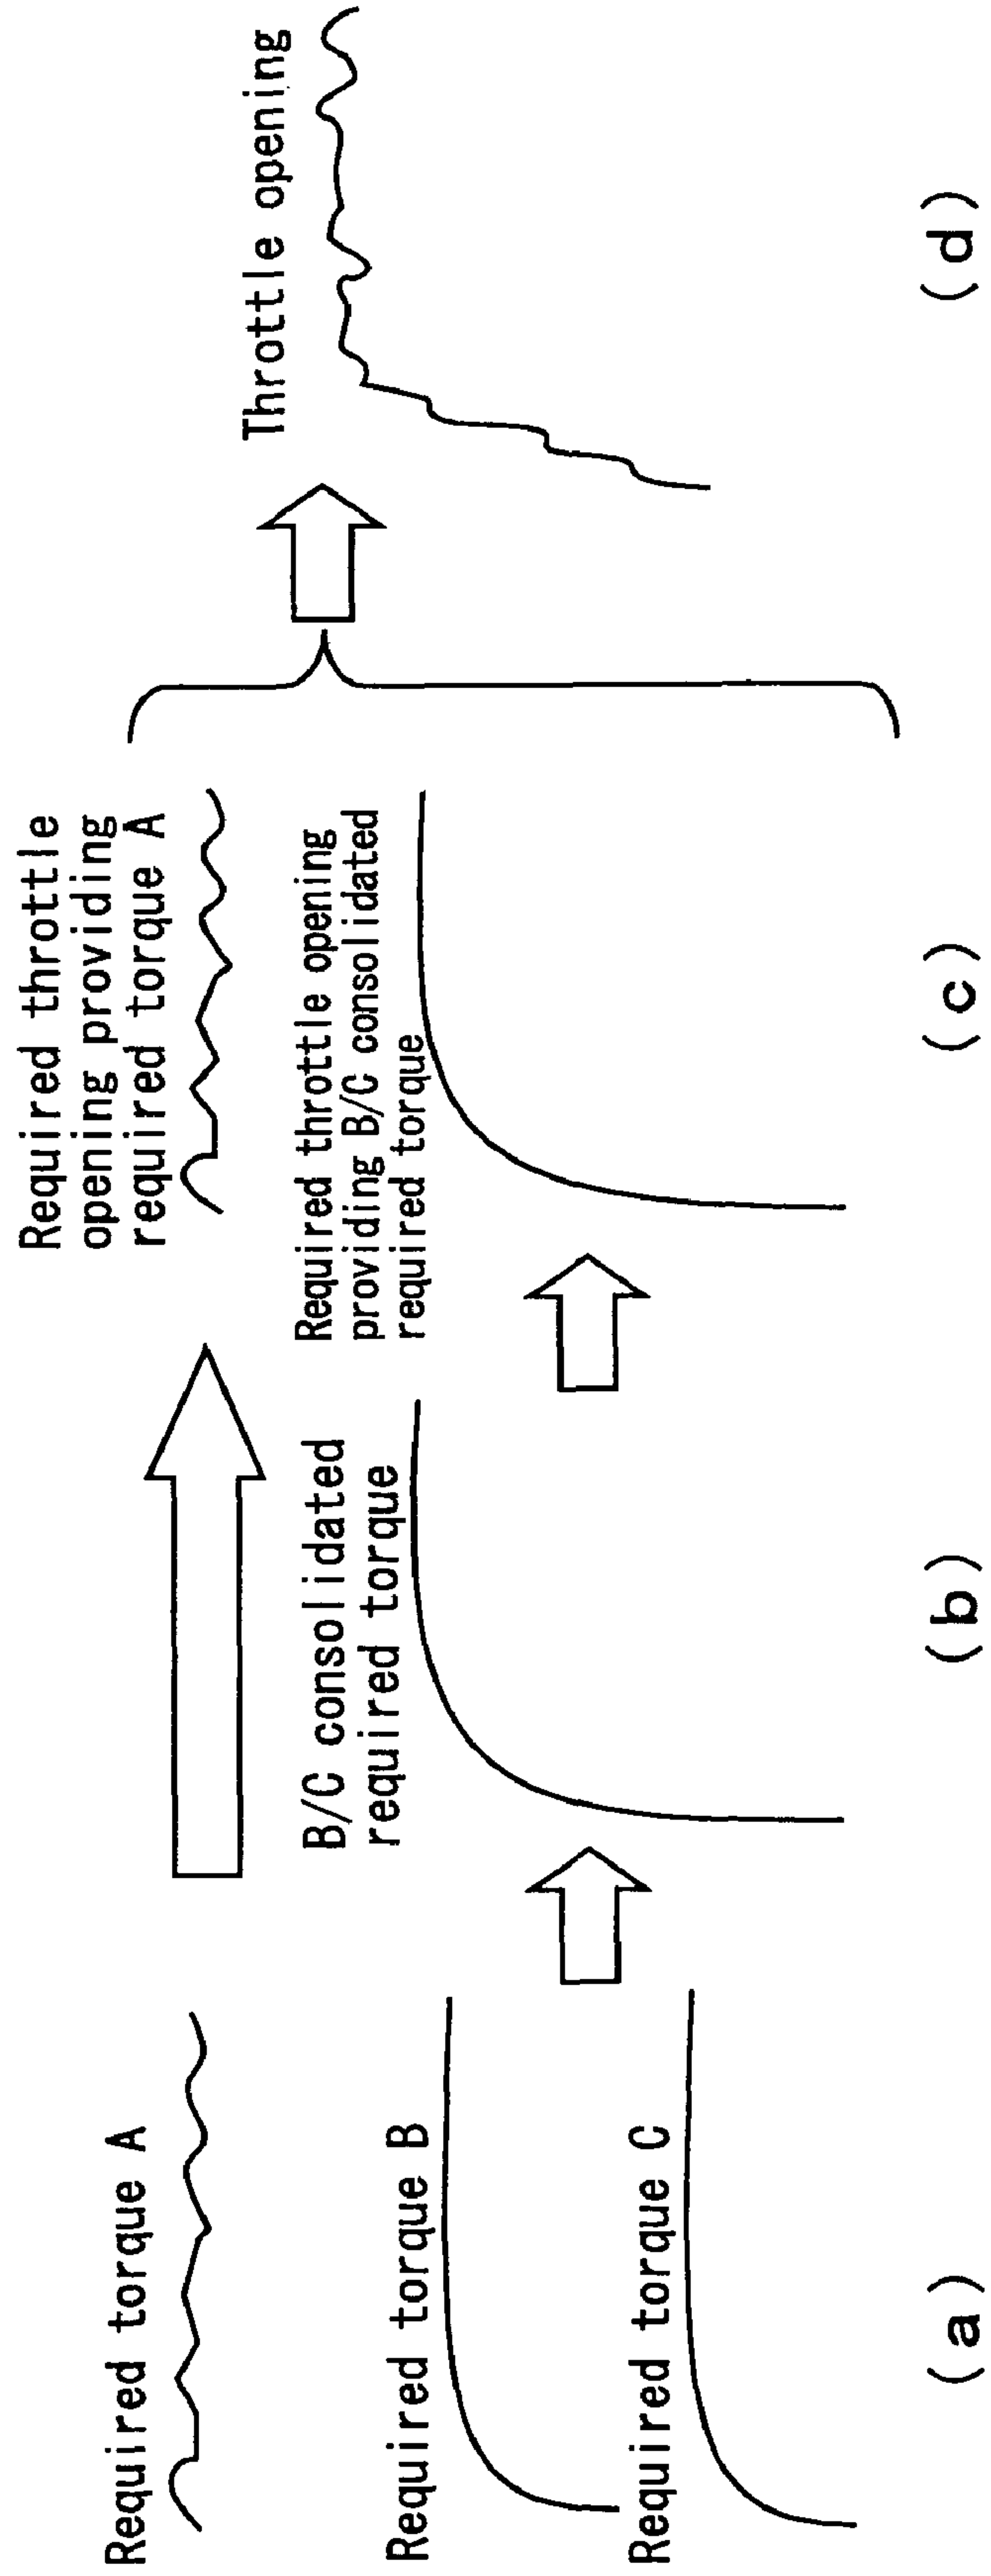 Required torque A
Required torque B
Required torque C
(a)
B/C consolidated
required torque
(b)
Required throttle
opening providing
required torque A
Required throttle opening
providing B/C consolidated
required torque
(c)
Throttle opening
(d)